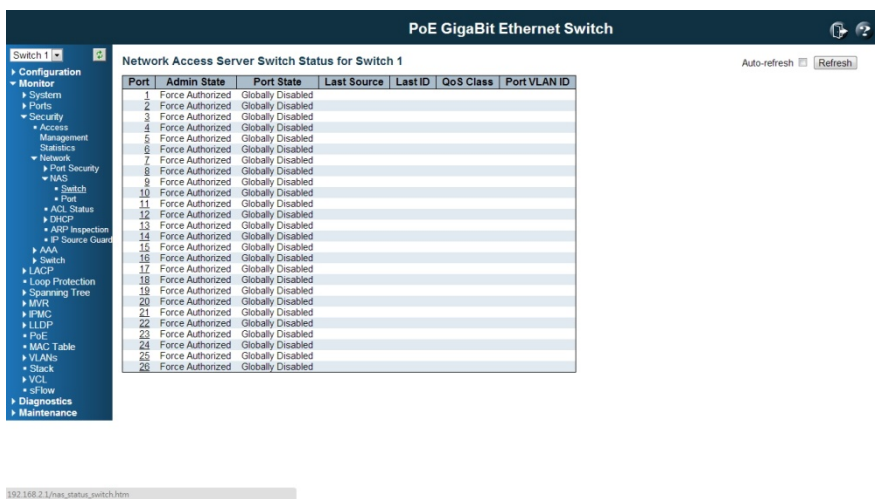 PoE GigaBit Ethernet Switch
Switch 1
Configuration
Monitor
System
Ports
Security
Access
Management
Statistics
Network
Port Security
NAS
Switch
Port
ACL Status
DHCP
ARP Inspection
IP Source Guard
AAA
Switch
LACP
Loop Protection
Spanning Tree
MVR
IPMC
LLDP
PoE
MAC Table
VLANs
Stack
VCL
sFlow
Diagnostics
Maintenance
Network Access Server Switch Status for Switch 1
Auto-refresh Refresh
Port Admin State Port State Last Source Last ID QoS Class Port VLAN ID
1 Force Authorized Globally Disabled
2 Force Authorized Globally Disabled
3 Force Authorized Globally Disabled
4 Force Authorized Globally Disabled
5 Force Authorized Globally Disabled
6 Force Authorized Globally Disabled
7 Force Authorized Globally Disabled
8 Force Authorized Globally Disabled
9 Force Authorized Globally Disabled
10 Force Authorized Globally Disabled
11 Force Authorized Globally Disabled
12 Force Authorized Globally Disabled
13 Force Authorized Globally Disabled
14 Force Authorized Globally Disabled
15 Force Authorized Globally Disabled
16 Force Authorized Globally Disabled
17 Force Authorized Globally Disabled
18 Force Authorized Globally Disabled
19 Force Authorized Globally Disabled
20 Force Authorized Globally Disabled
21 Force Authorized Globally Disabled
22 Force Authorized Globally Disabled
23 Force Authorized Globally Disabled
24 Force Authorized Globally Disabled
25 Force Authorized Globally Disabled
26 Force Authorized Globally Disabled
192.168.2.1/nas_status_switch.htm